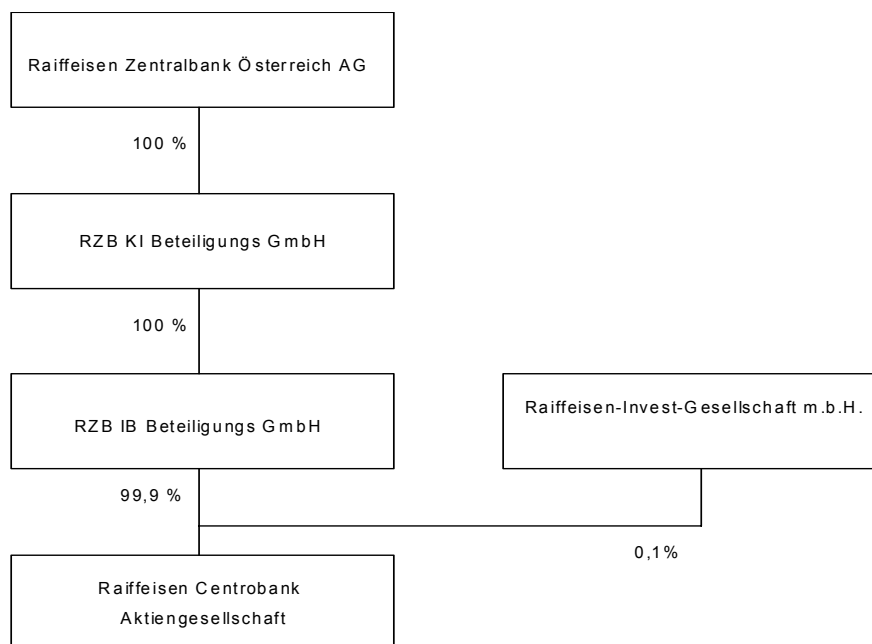 Raiffeisen Zentralbank Österreich AG
100 %
RZB KI Beteiligungs GmbH
100 %
RZB IB Beteiligungs GmbH
Raiffeisen-Invest-Gesellschaft m.b.H.
99,9 %
0,1%
Raiffeisen Centrobank
Aktiengesellschaft